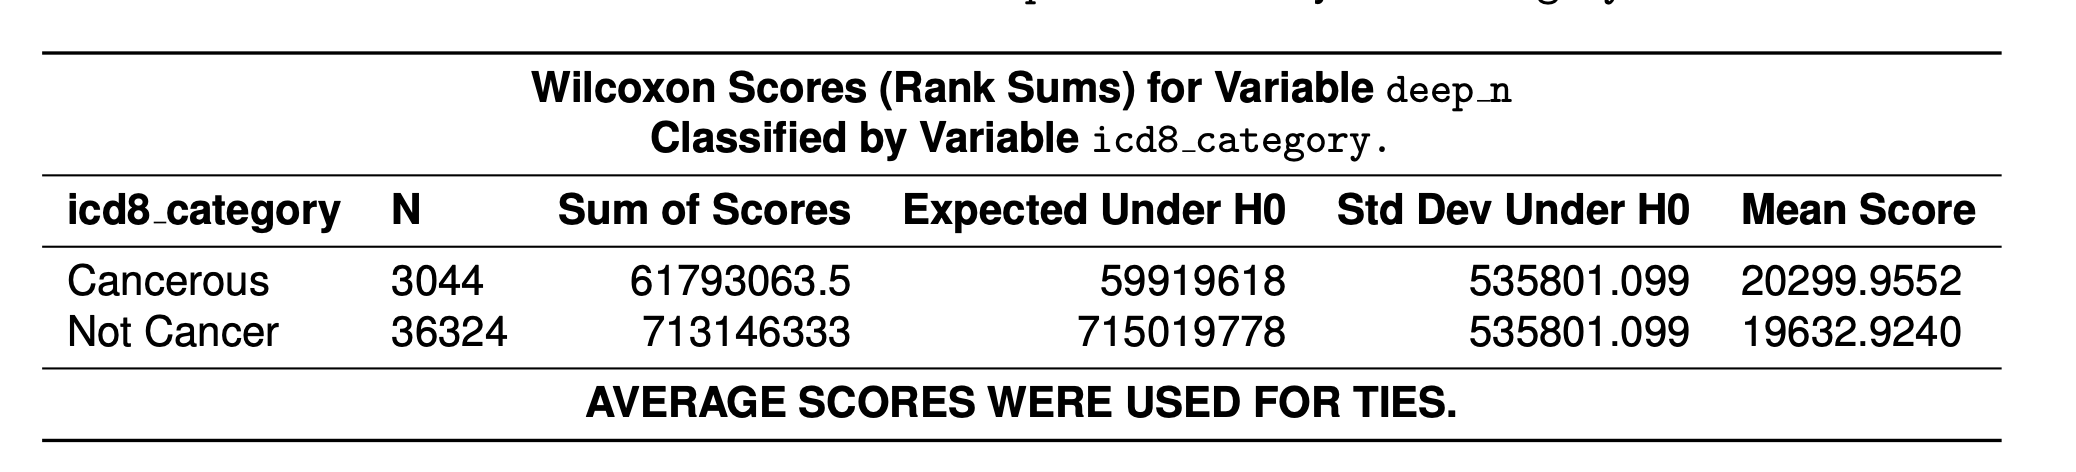 Wilcoxon Scores (Rank Sums) for Variable deep_n
Classified by Variable icd8_category.
icd8_category N Sum of Scores Expected Under H0 Std Dev Under H0 Mean Score
Cancerous 3044 61793063.5 59919618 535801.099 20299.9552
Not Cancer 36324 713146333 715019778 535801.099 19632.9240
AVERAGE SCORES WERE USED FOR TIES.